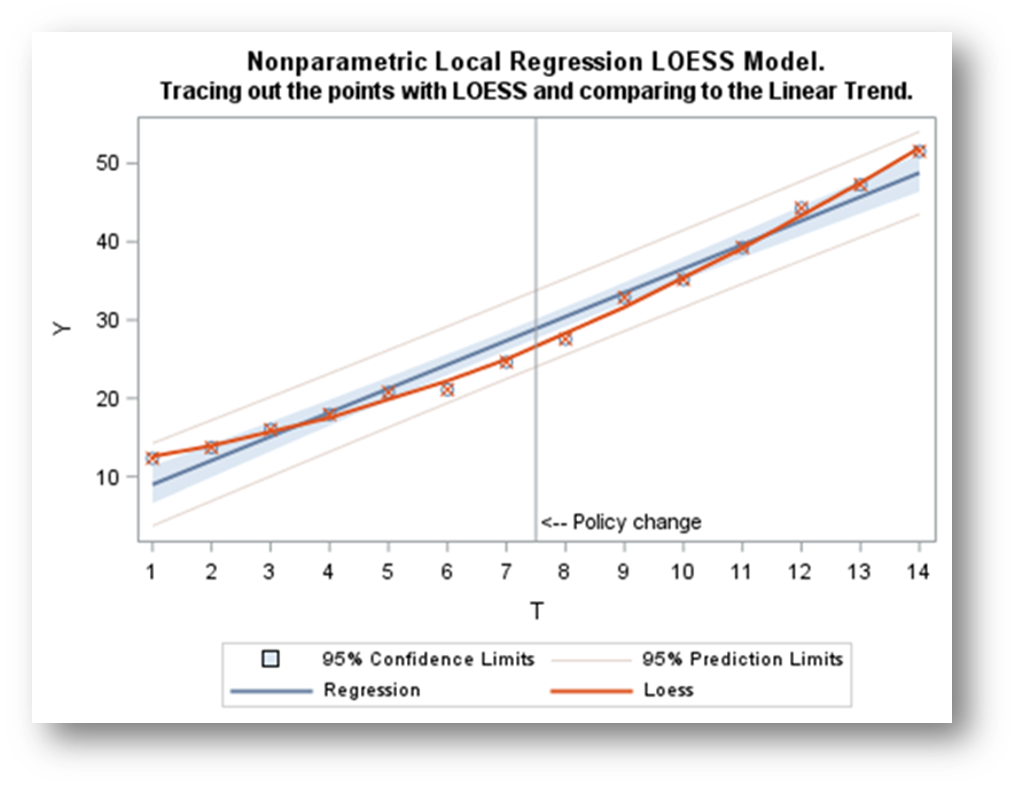 Nonparametric Local Regression LOESS Model.
Tracing out the points with LOESS and comparing to the Linear Trend.
50
40
30
20
10
Y
<-- Policy change
1 2 3 4 5 6 7 8 9 10 11 12 13 14
T
95% Confidence Limits 95% Prediction Limits
Regression Loess